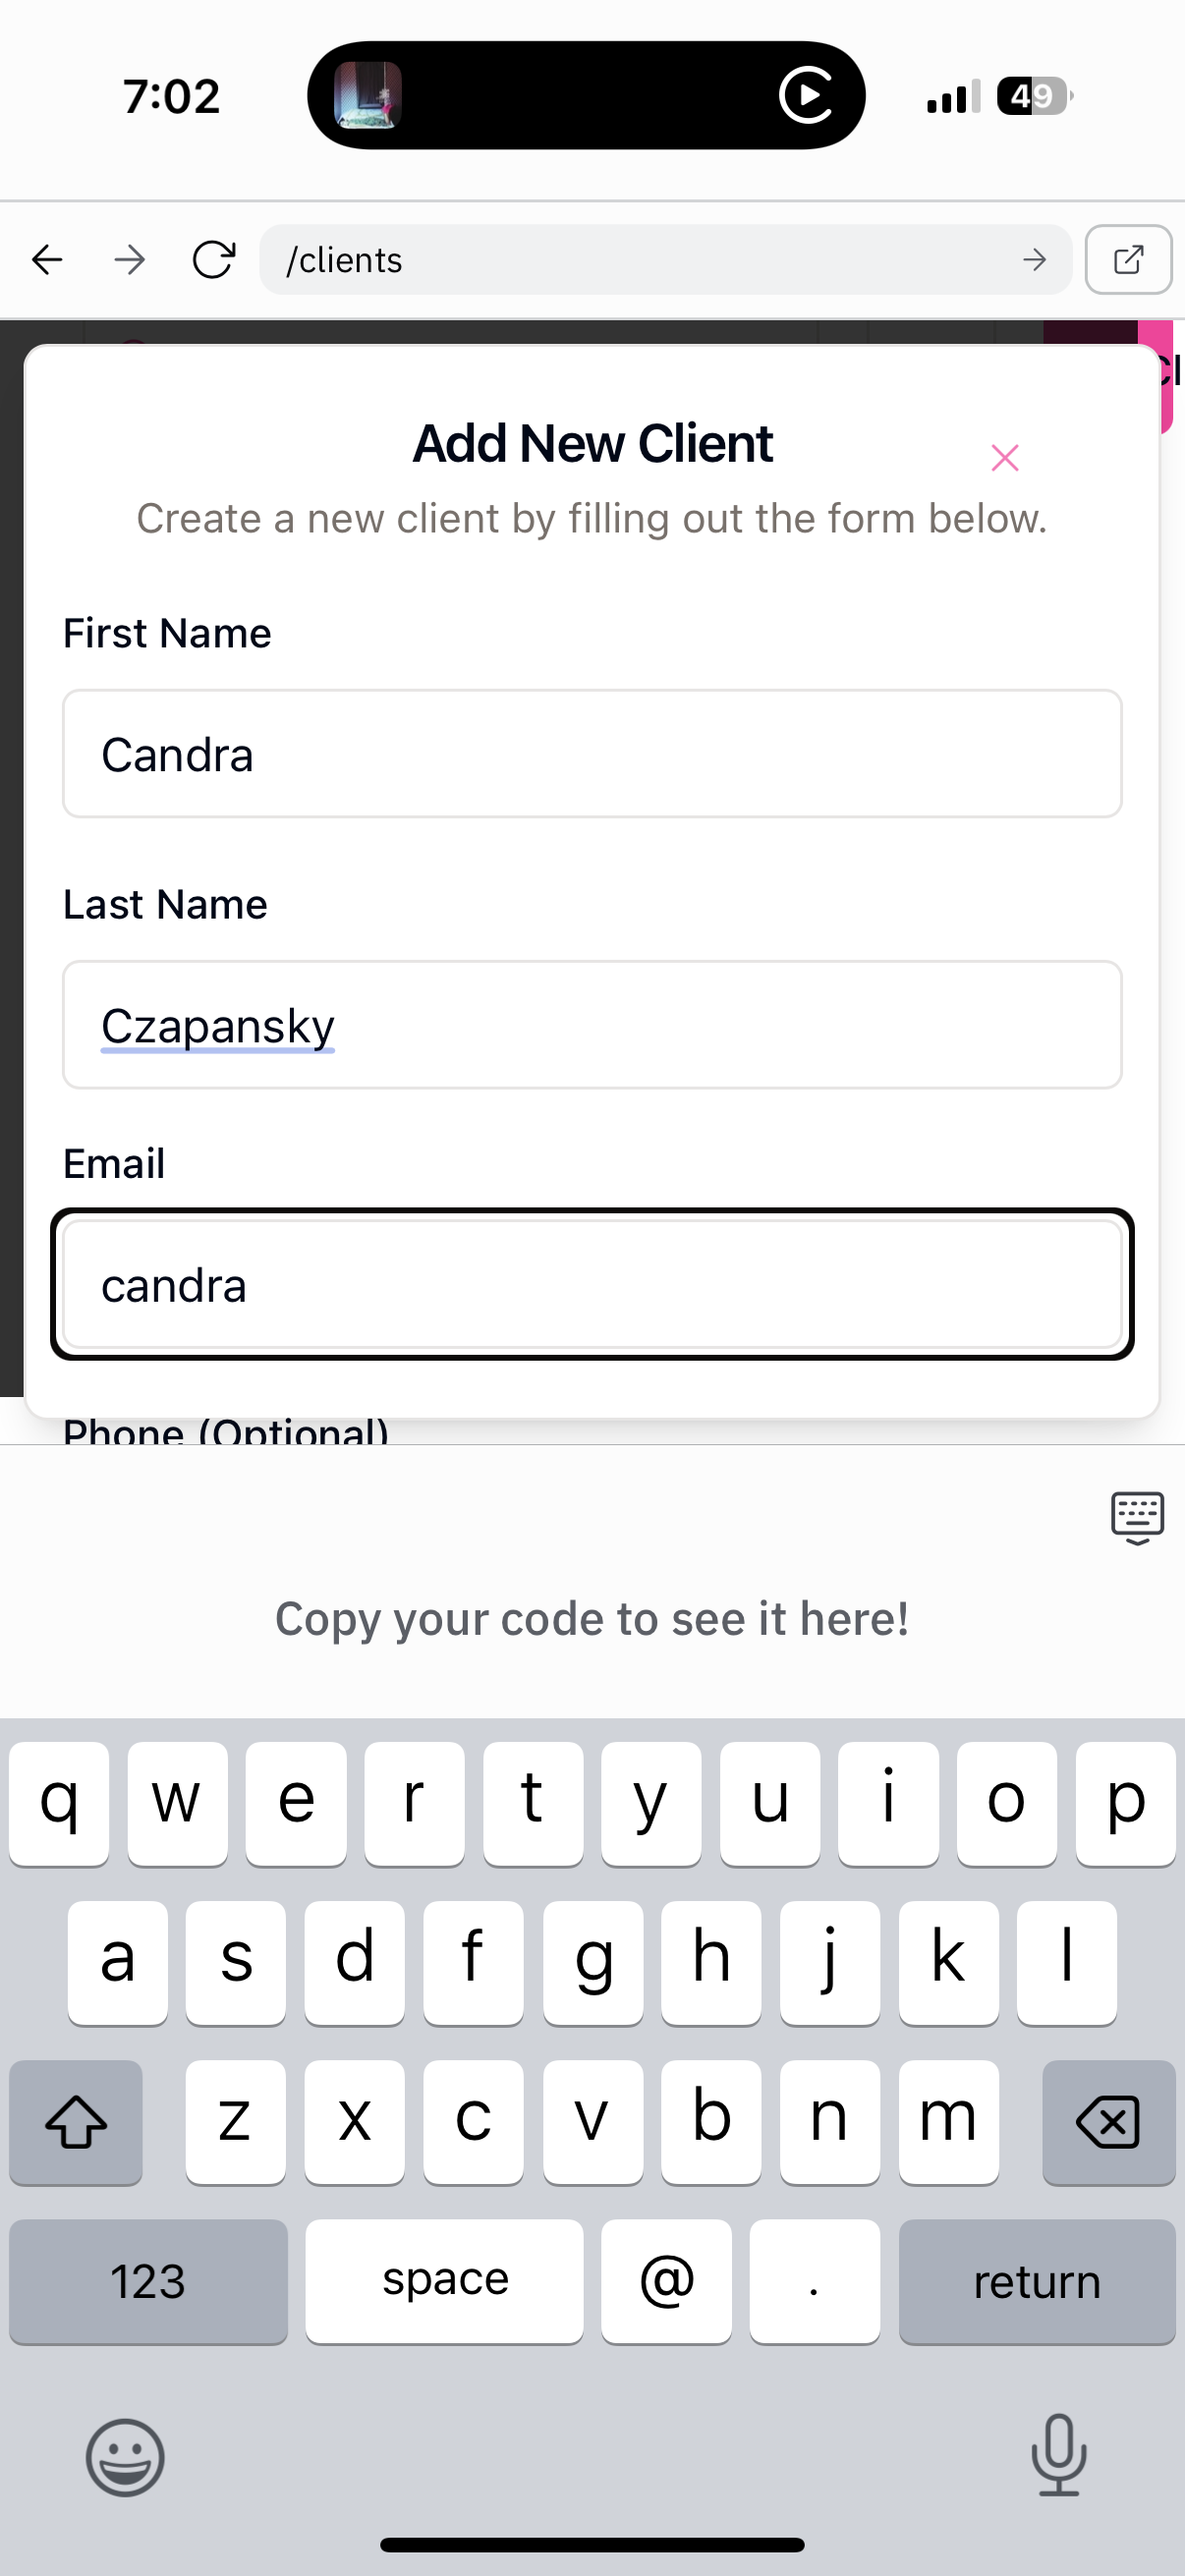 7:02
49
/clients
Cl
Add New Client
Create a new client by filling out the form below.
First Name
Candra
Last Name
Czapansky
Email
candra
Phone (Optional)
Copy your code to see it here!
q w e r t y u i o p
a s d f g h j k l
z x c v b n m
123 space @ . return